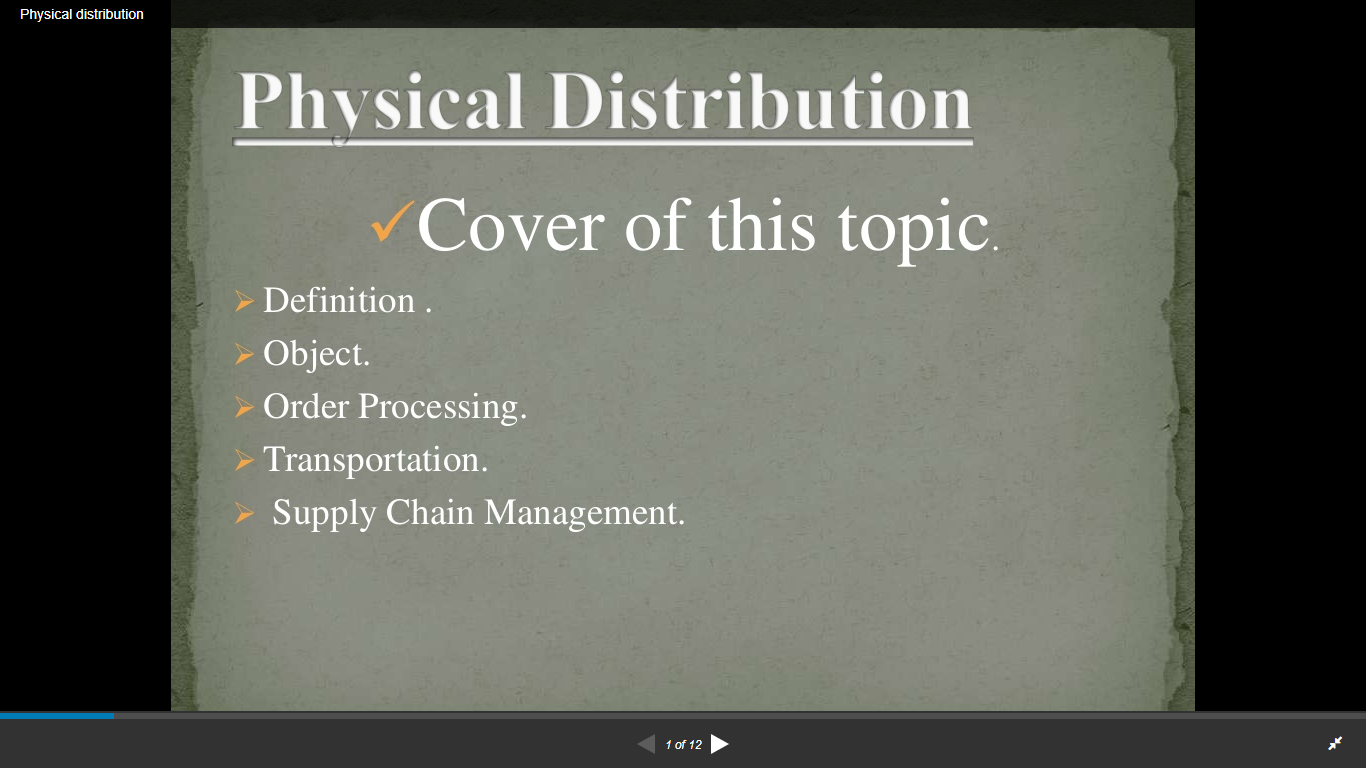 Physical distribution
Physical Distribution
Cover of this topic.
Definition .
Object.
Order Processing.
Transportation.
Supply Chain Management.
1 of 12